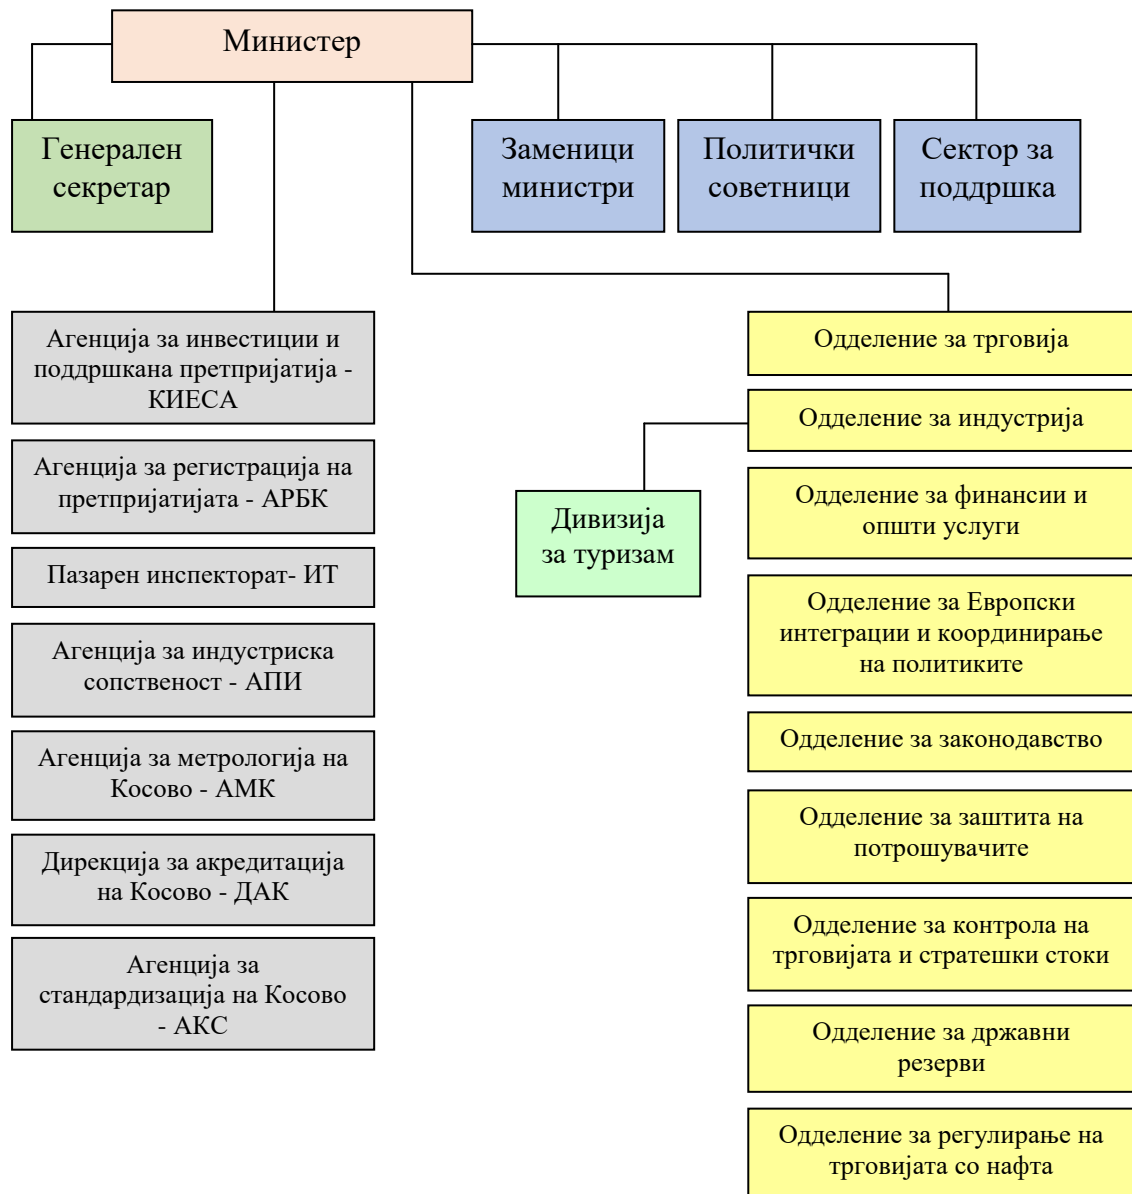 Министер
Генерален
секретар
Заменици
министри
Политички
советници
Сектор за
поддршка
Агенција за инвестиции и
поддршкана претпријатија -
КИЕСА
Агенција за регистрација на
претпријатијата - АРБК
Пазарен инспекторат- ИТ
Агенција за индустриска
сопственост - АПИ
Агенција за метрологија на
Косово - АМК
Дирекција за акредитација
на Косово - ДАК
Агенција за
стандардизација на Косово
- АКС
Дивизија
за туризам
Одделение за трговија
Одделение за индустрија
Одделение за финансии и
општи услуги
Одделение за Европски
интеграции и координирање
на политиките
Одделение за законодавство
Одделение за заштита на
потрошувачите
Одделение за контрола на
трговијата и стратешки стоки
Одделение за државни
резерви
Одделение за регулирање на
трговијата со нафта